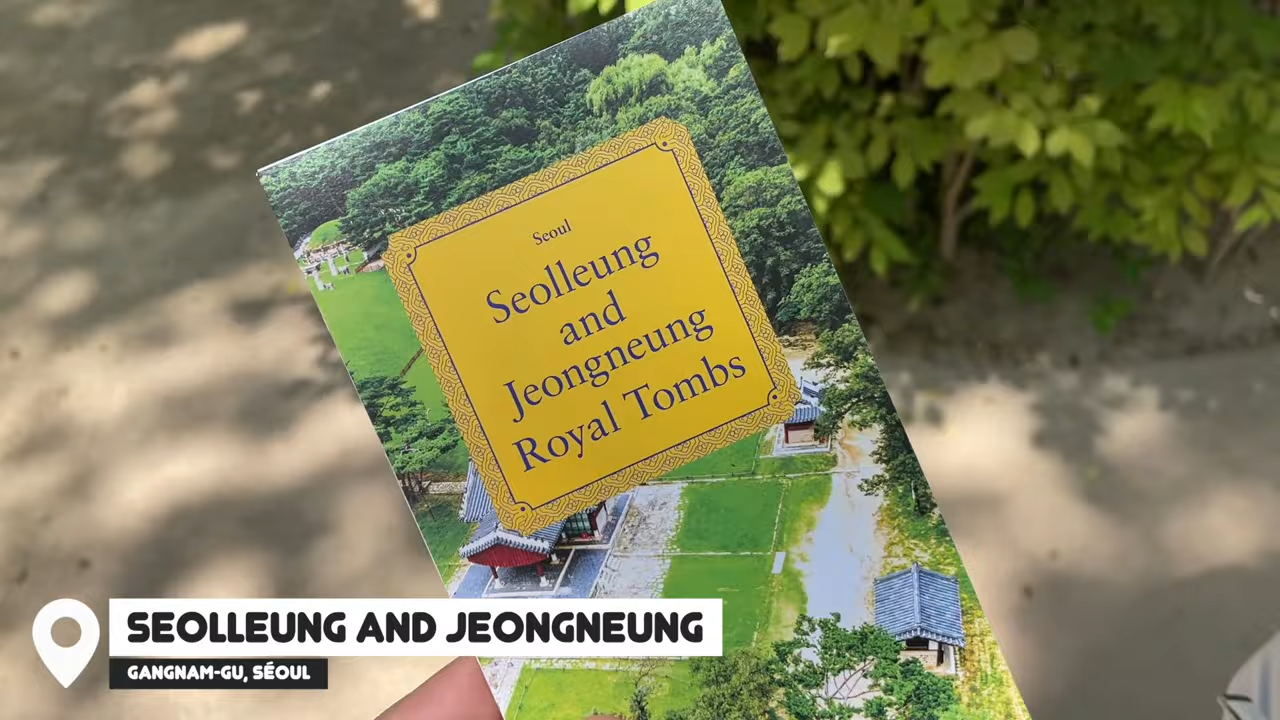 Seoul
Seolleung
and
Jeongneung
Royal Tombs
SEOLLEUNG AND JEONGNEUNG
GANGNAM-GU, SÉOUL